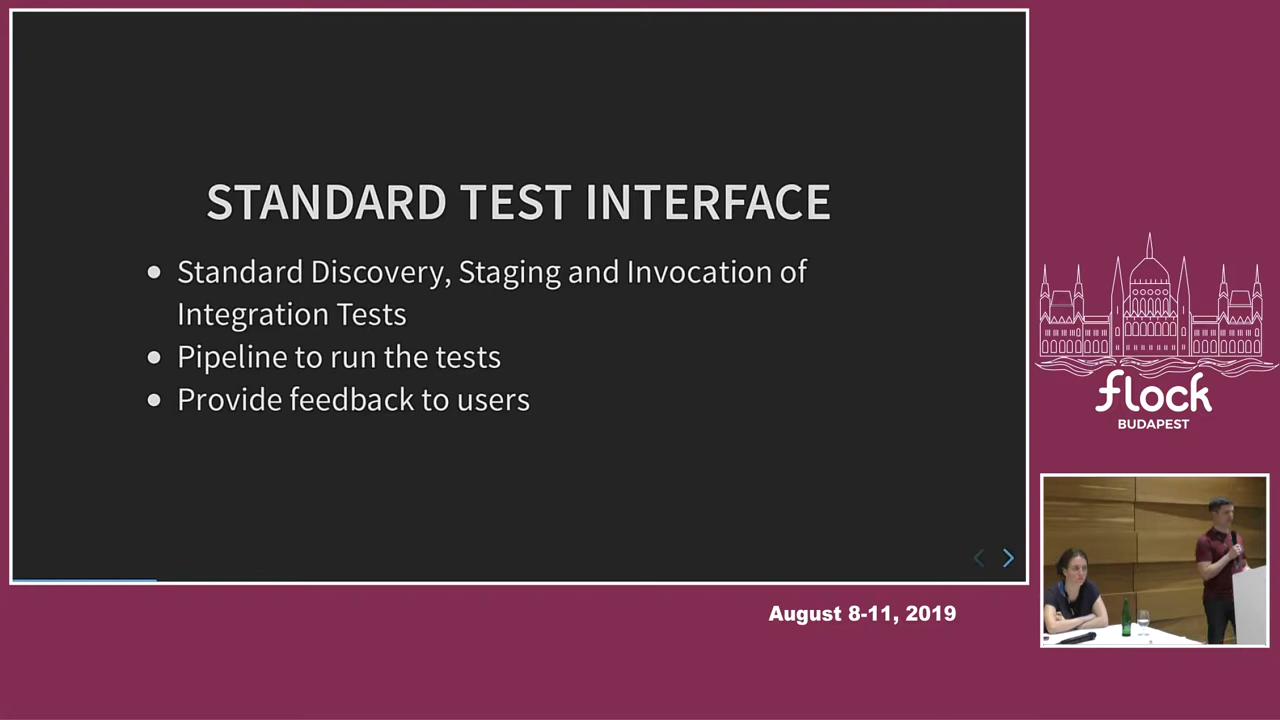 STANDARD TEST INTERFACE
Standard Discovery, Staging and Invocation of
Integration Tests
Pipeline to run the tests
Provide feedback to users
flock
BUDAPEST
August 8-11, 2019